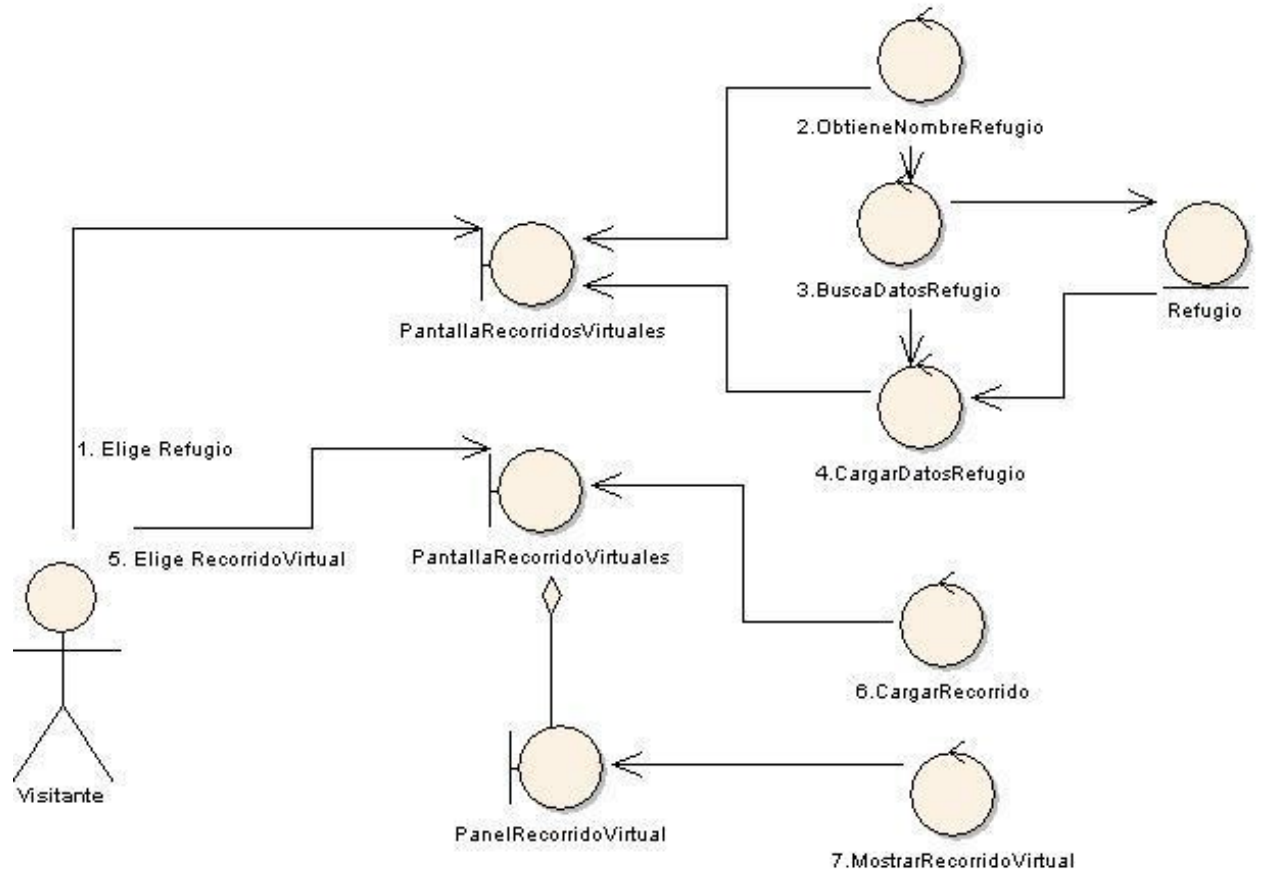 2.ObtieneNombreRefugio
3.BuscaDatosRefugio
Refugio
PantallaRecorridosVirtuales
1. Elige Refugio
4.CargarDatosRefugio
5. Elige RecorridoVirtual
PantallaRecorridoVirtuales
6.CargarRecorrido
Visitante
PanelRecorridoVirtual
7.MostrarRecorridoVirtual